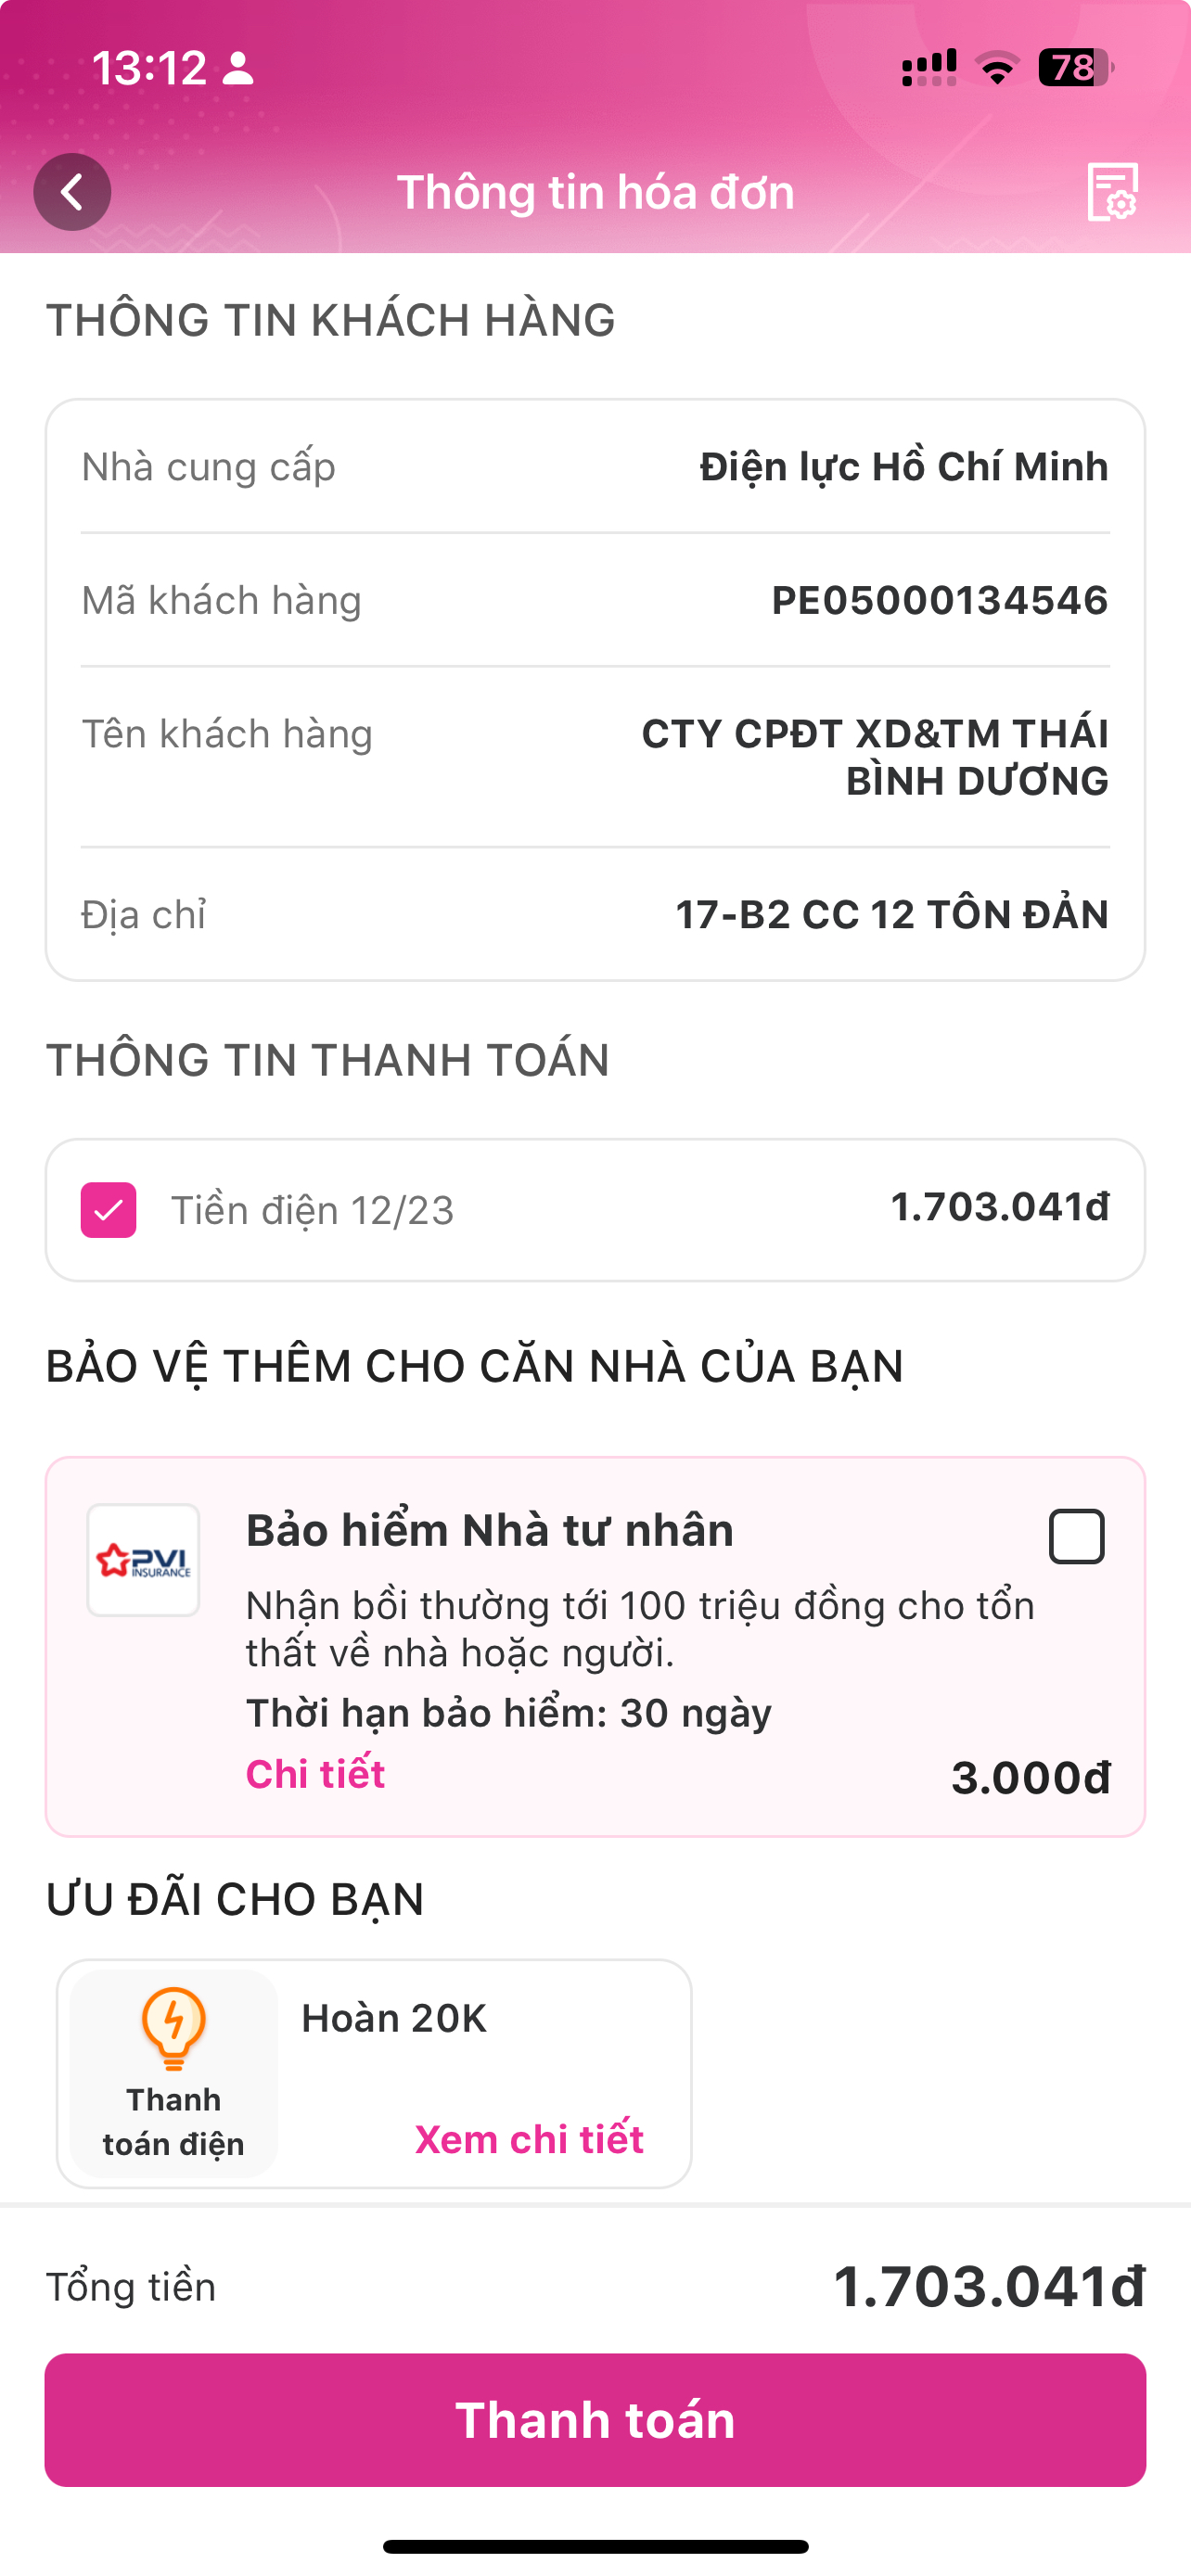 13:12
78
Thông tin hóa đơn
THÔNG TIN KHÁCH HÀNG
Nhà cung cấp Điện lực Hồ Chí Minh
Mã khách hàng PE05000134546
Tên khách hàng CTY CPĐT XD&TM THÁI
BÌNH DƯƠNG
Địa chỉ 17-B2 CC 12 TÔN ĐẢN
THÔNG TIN THANH TOÁN
Tiền điện 12/23 1.703.041đ
BẢO VỆ THÊM CHO CĂN NHÀ CỦA BẠN
PVI
INSURANCE
Bảo hiểm Nhà tư nhân
Nhận bồi thường tới 100 triệu đồng cho tổn
thất về nhà hoặc người.
Thời hạn bảo hiểm: 30 ngày
Chi tiết 3.000đ
ƯU ĐÃI CHO BẠN
Thanh
toán điện
Hoàn 20K
Xem chi tiết
Tổng tiền 1.703.041đ
Thanh toán